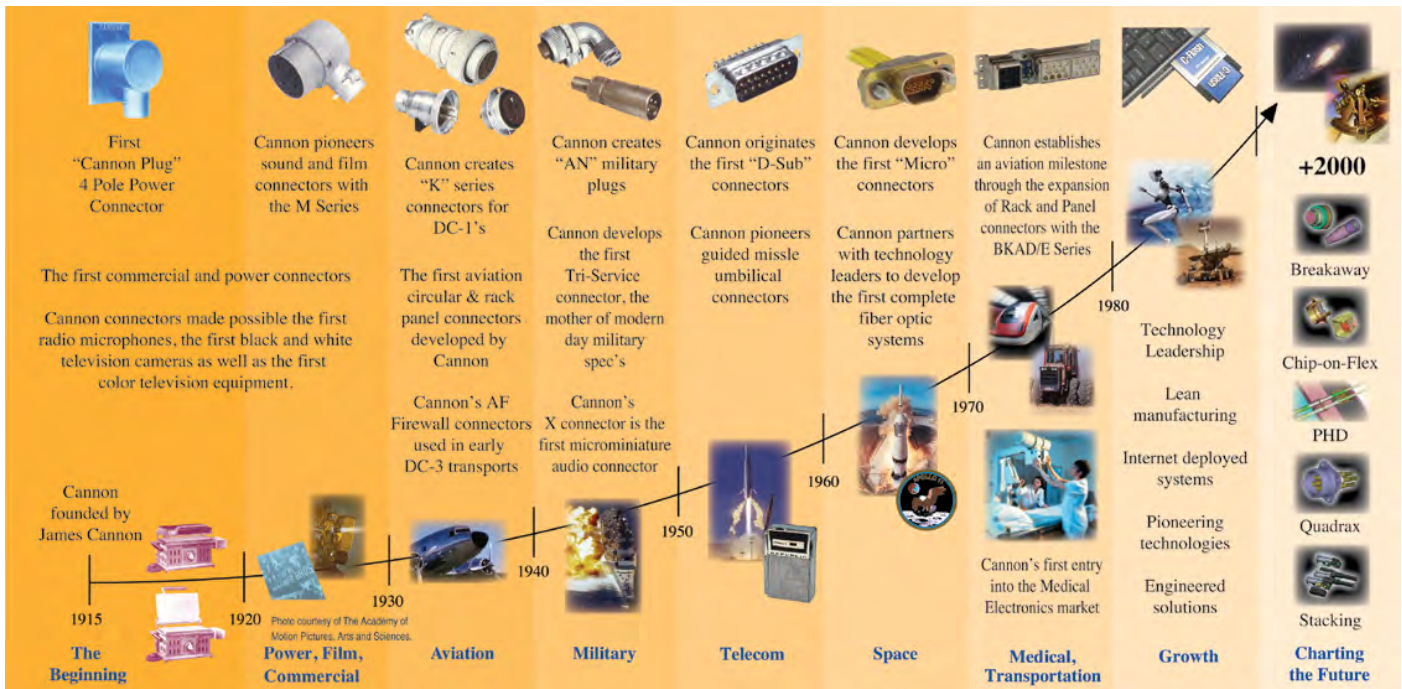 First
“Cannon Plug”
4 Pole Power
Connector
Cannon pioneers
sound and film
connectors with
the M Series
The first commercial and power connectors
Cannon connectors made possible the first
radio microphones, the first black and white
television cameras as well as the first
color television equipment.
Cannon
founded by
James Cannon
1915
The
Beginning
1920
Photo courtesy of The Academy of
Motion Pictures, Arts and Sciences.
Power, Film,
Commercial
1930
Cannon creates
“K” series
connectors for
DC-1’s
The first aviation
circular & rack
panel connectors
developed by
Cannon
Cannon’s AF
Firewall connectors
used in early
DC-3 transports
Aviation
1940
Cannon creates
“AN” military
plugs
Cannon develops
the first
Tri-Service
connector, the
mother of modern
day military
spec’s
Cannon’s
X connector is the
first microminiature
audio connector
Military
1950
Cannon originates
the first “D-Sub”
connectors
Cannon pioneers
guided missle
umbilical
connectors
Telecom
1960
Cannon develops
the first “Micro”
connectors
Cannon partners
with technology
leaders to develop
the first complete
fiber optic
systems
APOLLO 11
Space
1970
Cannon establishes
an aviation milestone
through the expansion
of Rack and Panel
connectors with the
BKAD/E Series
Cannon’s first entry
into the Medical
Electronics market
Medical,
Transportation
1980
Technology
Leadership
Lean
manufacturing
Internet deployed
systems
Pioneering
technologies
Engineered
solutions
Growth
+2000
Breakaway
Chip-on-Flex
PHD
Quadrax
Stacking
Charting
the Future